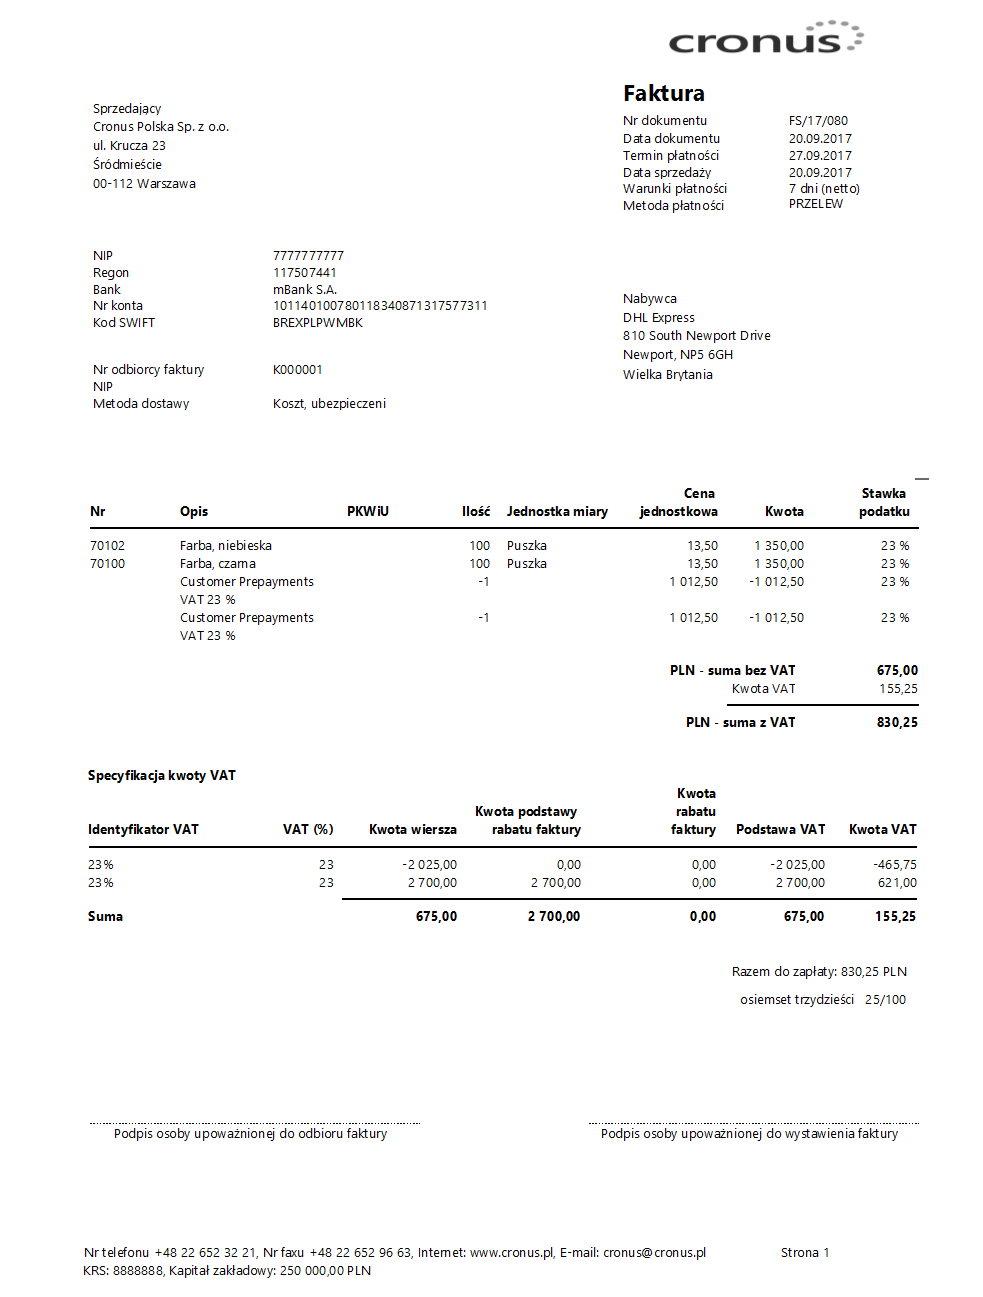 cronus
Faktura
Sprzedający
Cronus Polska Sp. z o.o.
ul. Krucza 23
Śródmieście
00-112 Warszawa
Nr dokumentu FS/17/080
Data dokumentu 20.09.2017
Termin płatności 27.09.2017
Data sprzedaży 20.09.2017
Warunki płatności 7 dni (netto)
Metoda płatności PRZELEW
NIP 7777777777
Regon 117507441
Bank mBank S.A.
Nr konta 10114010078011834087131757​7311
Kod SWIFT BREXPLPWMBK
Nabywca
DHL Express
810 South Newport Drive
Newport, NP5 6GH
Wielka Brytania
Nr odbiorcy faktury K000001
NIP
Metoda dostawy Koszt, ubezpieczeni
Nr Opis PKWiU Ilość Jednostka miary Cena jednostkowa Kwota Stawka podatku
70102 Farba, niebieska 100 Puszka 13,50 1 350,00 23 %
70100 Farba, czarna 100 Puszka 13,50 1 350,00 23 %
Customer Prepayments -1 1 012,50 -1 012,50 23 %
VAT 23 %
Customer Prepayments -1 1 012,50 -1 012,50 23 %
VAT 23 %
PLN - suma bez VAT 675,00
Kwota VAT 155,25
PLN - suma z VAT 830,25
Specyfikacja kwoty VAT
Identyfikator VAT VAT (%) Kwota wiersza Kwota podstawy rabatu faktury Kwota rabatu faktury Podstawa VAT Kwota VAT
23% 23 -2 025,00 0,00 0,00 -2 025,00 -465,75
23% 23 2 700,00 2 700,00 0,00 2 700,00 621,00
Suma 675,00 2 700,00 0,00 675,00 155,25
Razem do zapłaty: 830,25 PLN
osiemset trzydzieści 25/100
Podpis osoby upoważnionej do odbioru faktury
Podpis osoby upoważnionej do wystawienia faktury
Nr telefonu +48 22 652 32 21, Nr faxu +48 22 652 96 63, Internet: www.cronus.pl, E-mail: cronus@cronus.pl Strona 1
KRS: 8888888, Kapitał zakładowy: 250 000,00 PLN